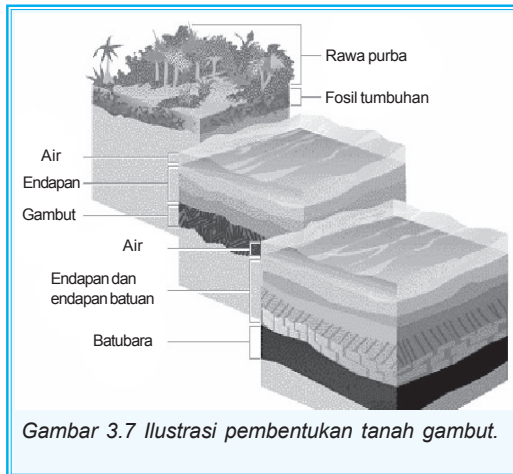 Rawa purba
Fosil tumbuhan
Air
Endapan
Gambut
Air
Endapan dan
endapan batuan
Batubara
Gambar 3.7 Ilustrasi pembentukan tanah gambut.